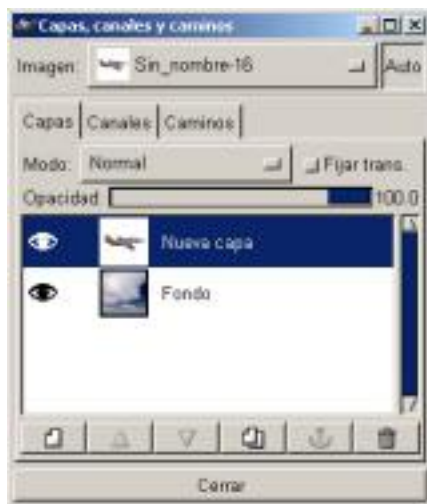 Capas, canales y caminos
Imagen: Sin_nombre-16 Auto
Capas Canales Caminos
Modo: Normal Fijar trans.
Opacidad: 100.0
Nueva capa
Fondo
Cerrar